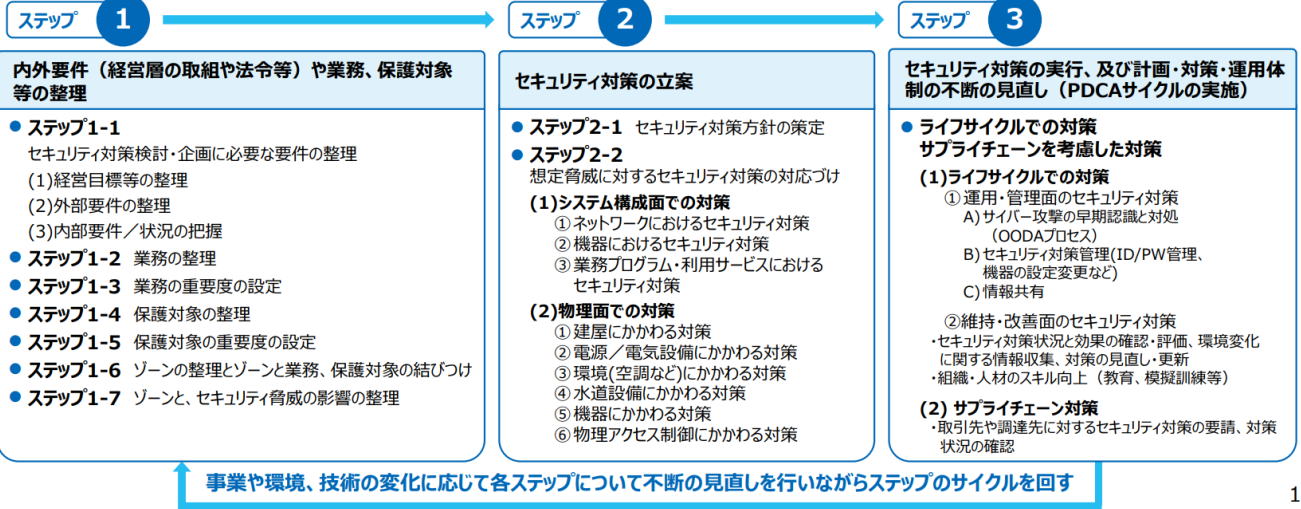 ステップ 1
ステップ 2
ステップ 3
内外要件（経営層の取組や法令等）や業務、保護対象
等の整理
● ステップ1-1
セキュリティ対策検討・企画に必要な要件の整理
(1)経営目標等の整理
(2)外部要件の整理
(3)内部要件／状況の把握
● ステップ1-2 業務の整理
● ステップ1-3 業務の重要度の設定
● ステップ1-4 保護対象の整理
● ステップ1-5 保護対象の重要度の設定
● ステップ1-6 ゾーンの整理とゾーンと業務、保護対象の結びつけ
● ステップ1-7 ゾーンと、セキュリティ脅威の影響の整理
セキュリティ対策の立案
● ステップ2-1 セキュリティ対策方針の策定
● ステップ2-2
想定脅威に対するセキュリティ対策の対応づけ
(1)システム構成面での対策
①ネットワークにおけるセキュリティ対策
②機器におけるセキュリティ対策
③業務プログラム・利用サービスにおける
セキュリティ対策
(2)物理面での対策
①建屋にかかわる対策
②電源／電気設備にかかわる対策
③環境(空調など)にかかわる対策
④水道設備にかかわる対策
⑤機器にかかわる対策
⑥物理アクセス制御にかかわる対策
セキュリティ対策の実行、及び計画・対策・運用体
制の不断の見直し（PDCAサイクルの実施）
● ライフサイクルでの対策
サプライチェーンを考慮した対策
(1)ライフサイクルでの対策
①運用・管理面のセキュリティ対策
A)サイバー攻撃の早期認識と対処
（OODAプロセス）
B)セキュリティ対策管理(ID/PW管理、
機器の設定変更など)
C)情報共有
②維持・改善面のセキュリティ対策
・セキュリティ対策状況と効果の確認・評価、環境変化
に関する情報収集、対策の見直し・更新
・組織・人材のスキル向上（教育、模擬訓練等）
(2) サプライチェーン対策
・取引先や調達先に対するセキュリティ対策の要請、対策
状況の確認
事業や環境、技術の変化に応じて各ステップについて不断の見直しを行いながらステップのサイクルを回す
1